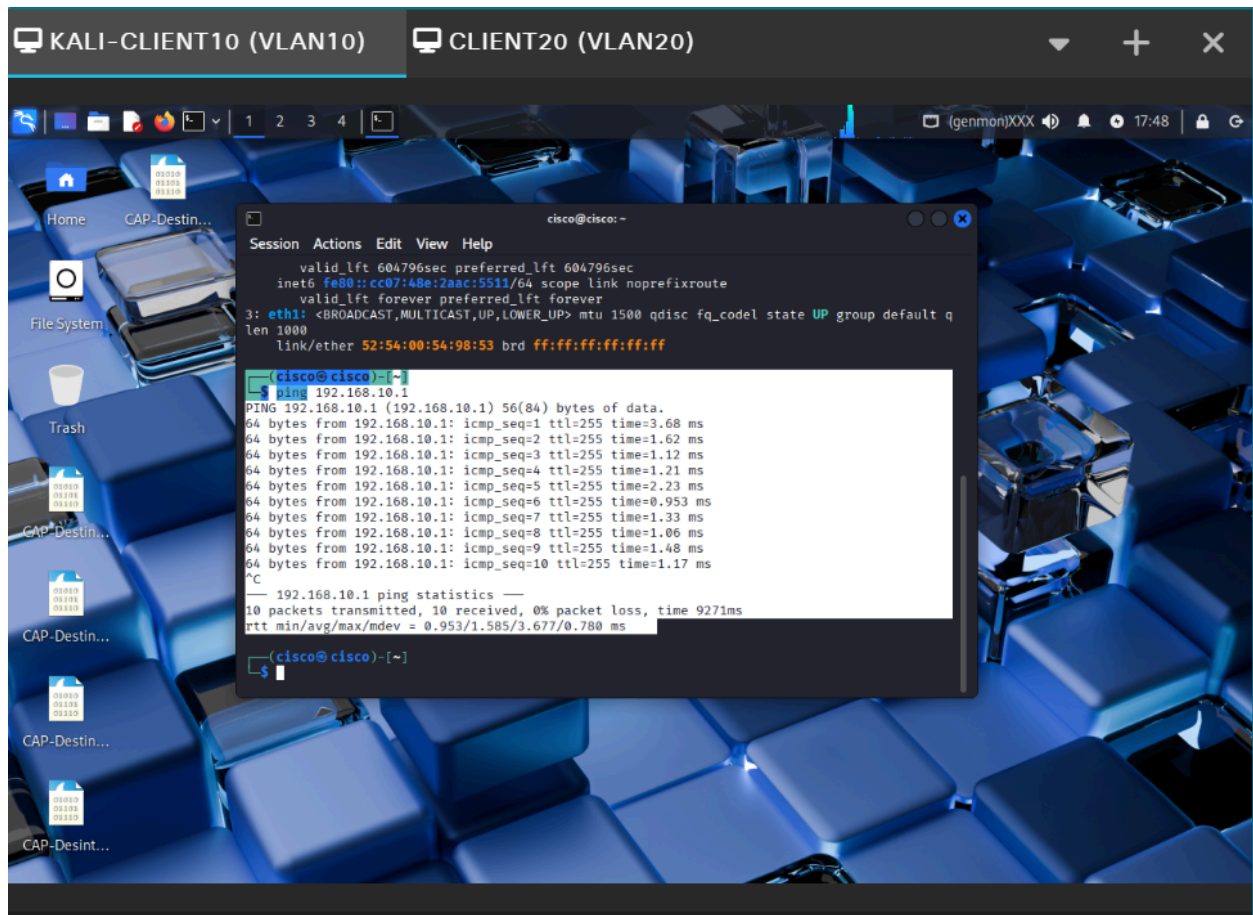 KALI-CLIENT10 (VLAN10)
CLIENT20 (VLAN20)
1 2 3 4
(genmon)XXX
17:48
Home
CAP-Destin...
File System
Trash
CAP-Destin...
CAP-Destin...
CAP-Destin...
CAP-Desint...
cisco@cisco: ~
Session Actions Edit View Help
valid_lft 604796sec preferred_lft 604796sec
inet6 fe80::cc07:48e:2aac:5511/64 scope link noprefixroute
valid_lft forever preferred_lft forever
3: eth1: <BROADCAST,MULTICAST,UP,LOWER_UP> mtu 1500 qdisc fq_codel state UP group default q
len 1000
link/ether 52:54:00:54:98:53 brd ff:ff:ff:ff:ff:ff
┌──(cisco㉿cisco)-[~]
└─$ ping 192.168.10.1
PING 192.168.10.1 (192.168.10.1) 56(84) bytes of data.
64 bytes from 192.168.10.1: icmp_seq=1 ttl=255 time=3.68 ms
64 bytes from 192.168.10.1: icmp_seq=2 ttl=255 time=1.62 ms
64 bytes from 192.168.10.1: icmp_seq=3 ttl=255 time=1.12 ms
64 bytes from 192.168.10.1: icmp_seq=4 ttl=255 time=1.21 ms
64 bytes from 192.168.10.1: icmp_seq=5 ttl=255 time=2.23 ms
64 bytes from 192.168.10.1: icmp_seq=6 ttl=255 time=0.953 ms
64 bytes from 192.168.10.1: icmp_seq=7 ttl=255 time=1.33 ms
64 bytes from 192.168.10.1: icmp_seq=8 ttl=255 time=1.06 ms
64 bytes from 192.168.10.1: icmp_seq=9 ttl=255 time=1.48 ms
64 bytes from 192.168.10.1: icmp_seq=10 ttl=255 time=1.17 ms
^C
--- 192.168.10.1 ping statistics ---
10 packets transmitted, 10 received, 0% packet loss, time 9271ms
rtt min/avg/max/mdev = 0.953/1.585/3.677/0.780 ms
┌──(cisco㉿cisco)-[~]
└─$